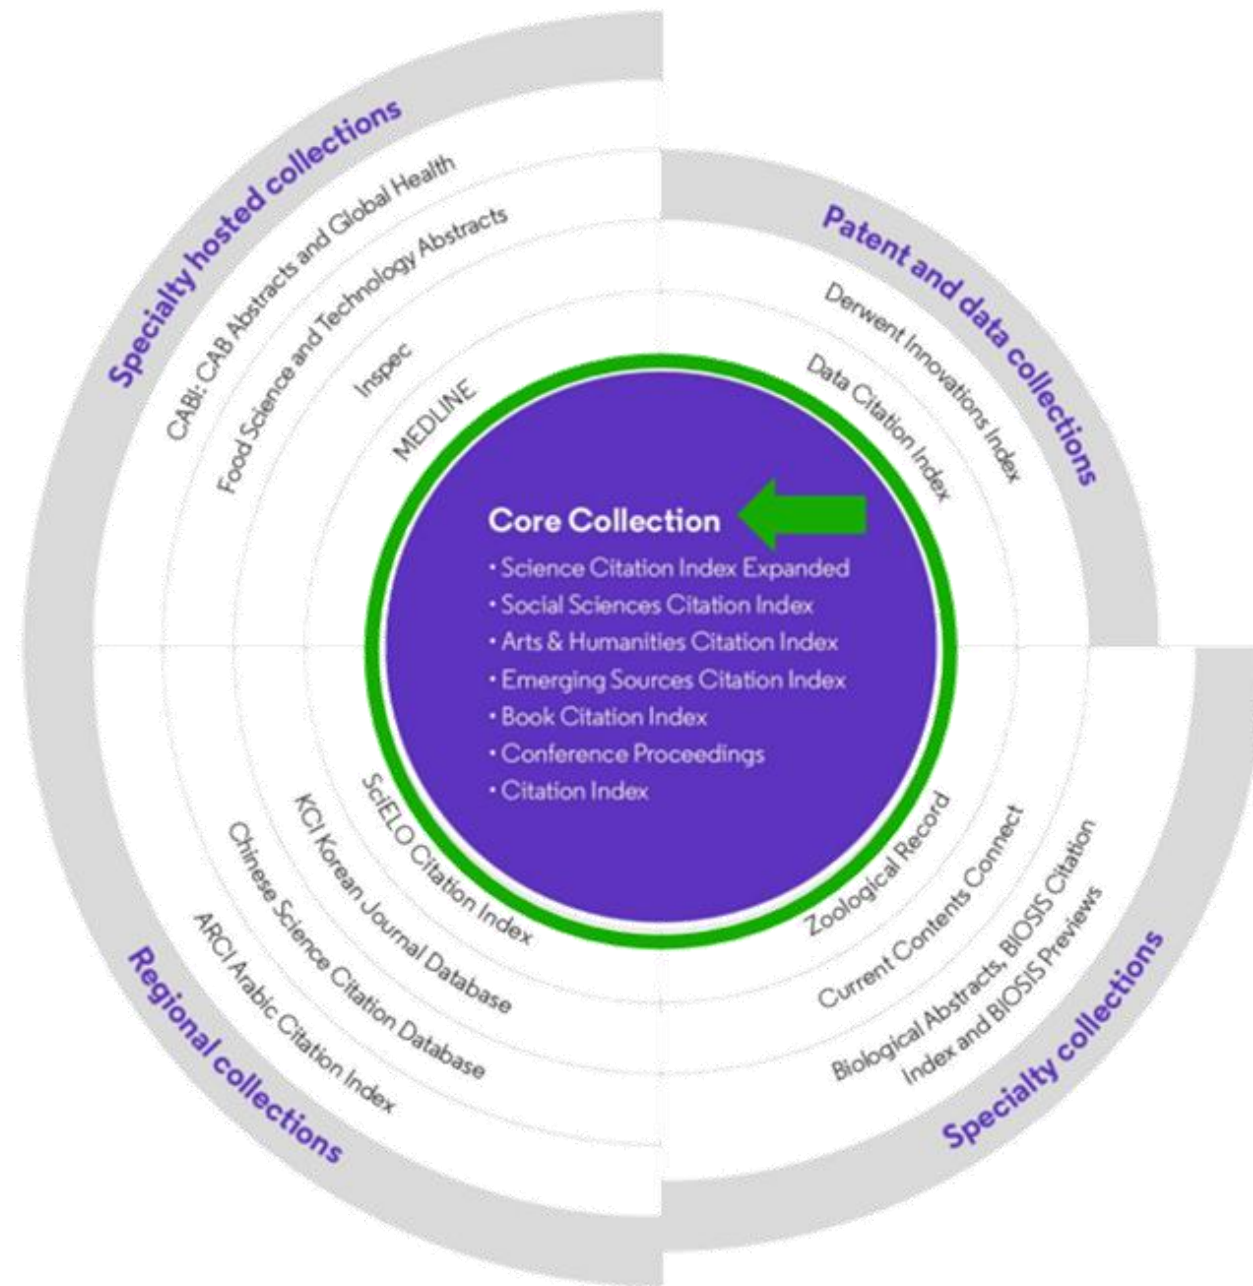 Specialty hosted collections
CABI: CAB Abstracts and Global Health
Food Science and Technology Abstracts
Inspec
MEDLINE
Patent and data collections
Derwent Innovations Index
Data Citation Index
Core Collection
• Science Citation Index Expanded
• Social Sciences Citation Index
• Arts & Humanities Citation Index
• Emerging Sources Citation Index
• Book Citation Index
• Conference Proceedings
• Citation Index
SciELO Citation Index
KCI Korean Journal Database
Chinese Science Citation Database
ARCI Arabic Citation Index
Regional collections
Zoological Record
Current Contents Connect
Biological Abstracts, BIOSIS Citation
Index and BIOSIS Previews
Specialty collections